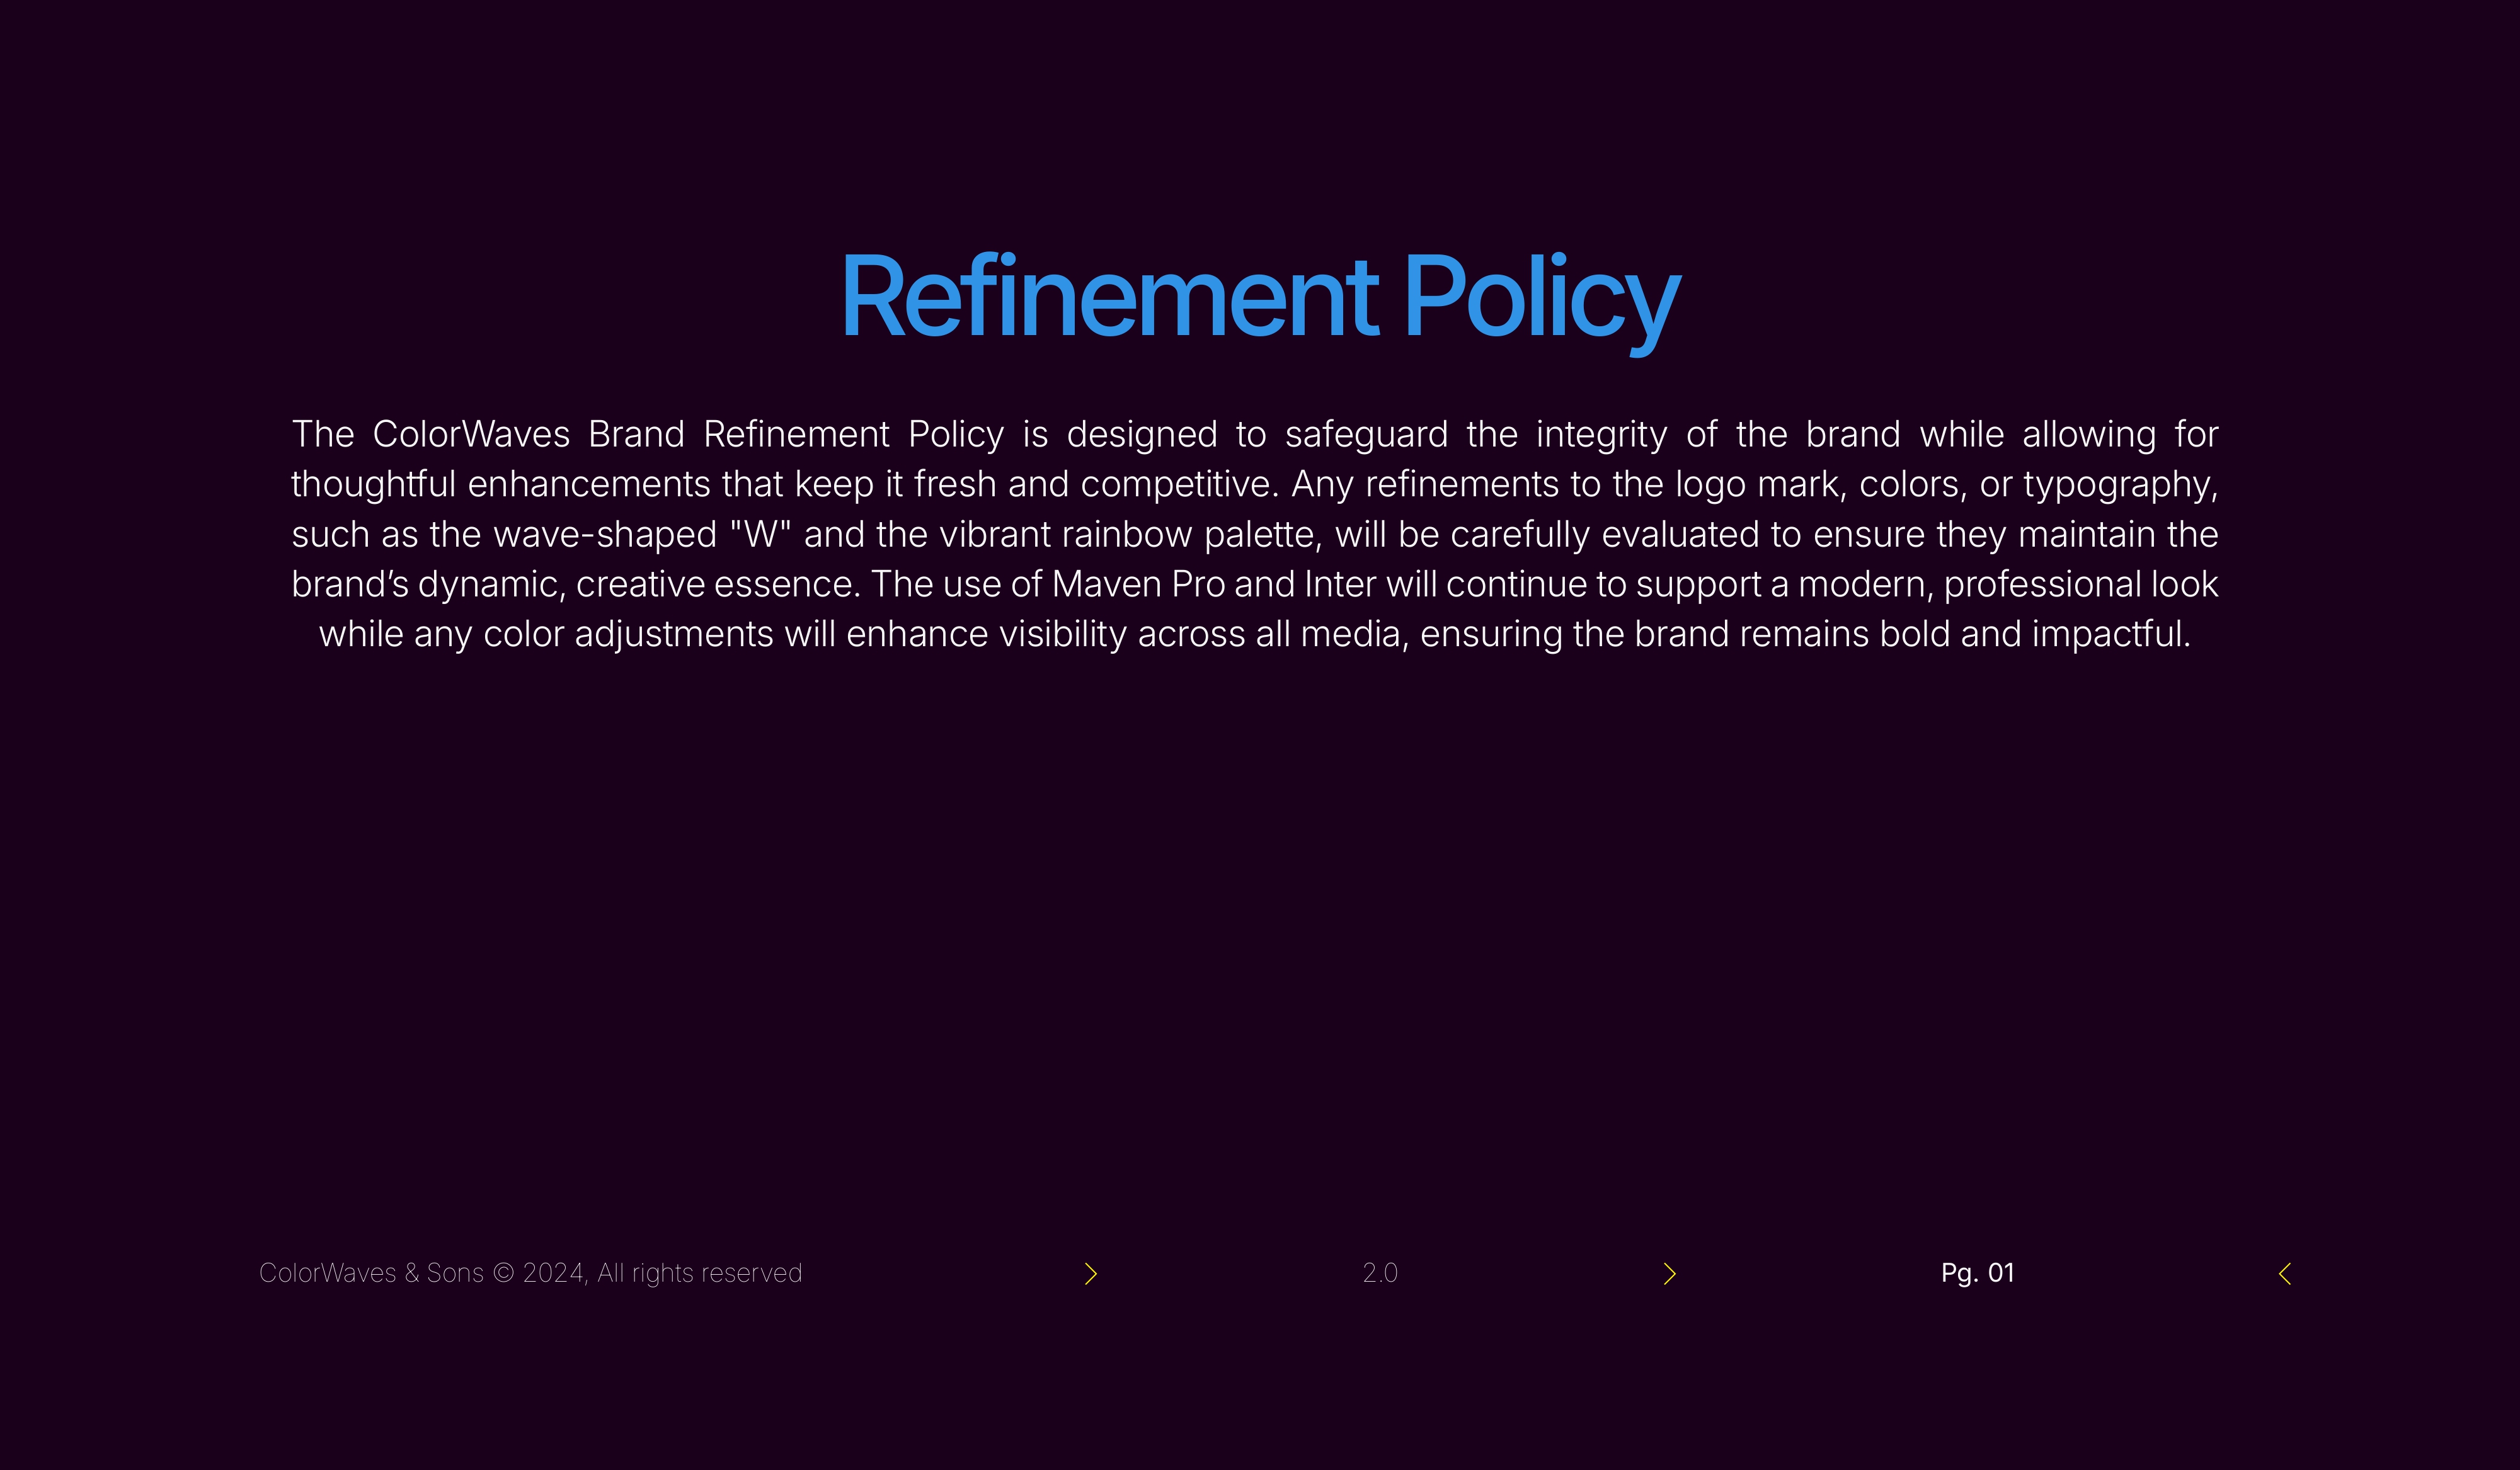 Refinement Policy
The ColorWaves Brand Refinement Policy is designed to safeguard the integrity of the brand while allowing for
thoughtful enhancements that keep it fresh and competitive. Any refinements to the logo mark, colors, or typography,
such as the wave-shaped "W" and the vibrant rainbow palette, will be carefully evaluated to ensure they maintain the
brand’s dynamic, creative essence. The use of Maven Pro and Inter will continue to support a modern, professional look
while any color adjustments will enhance visibility across all media, ensuring the brand remains bold and impactful.
ColorWaves & Sons © 2024, All rights reserved 2.0 Pg. 01